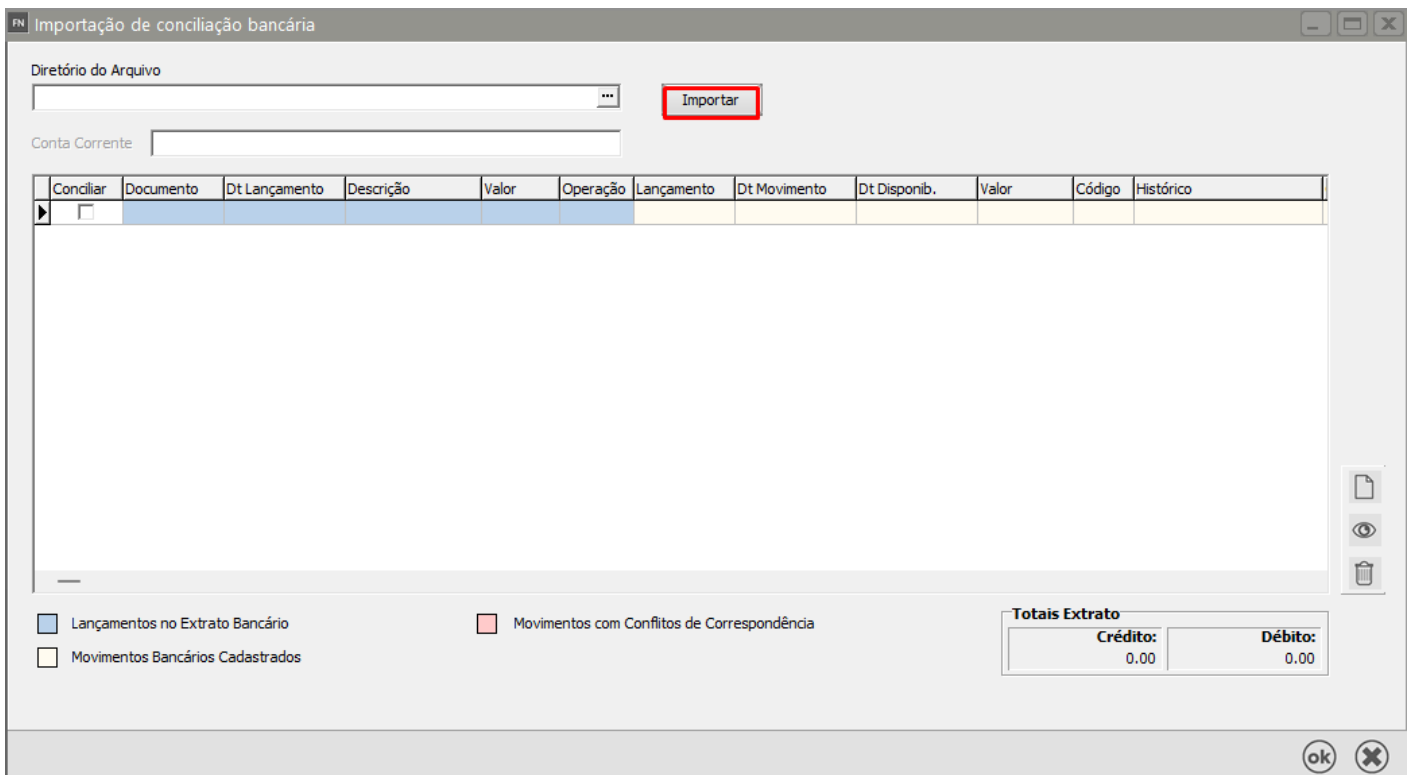 FN Importação de conciliação bancária
Diretório do Arquivo
... Importar
Conta Corrente
Conciliar Documento Dt Lançamento Descrição Valor Operação Lançamento Dt Movimento Dt Disponib. Valor Código Histórico
Lançamentos no Extrato Bancário Movimentos com Conflitos de Correspondência
Movimentos Bancários Cadastrados
Totais Extrato
Crédito: Débito:
0.00 0.00
ok